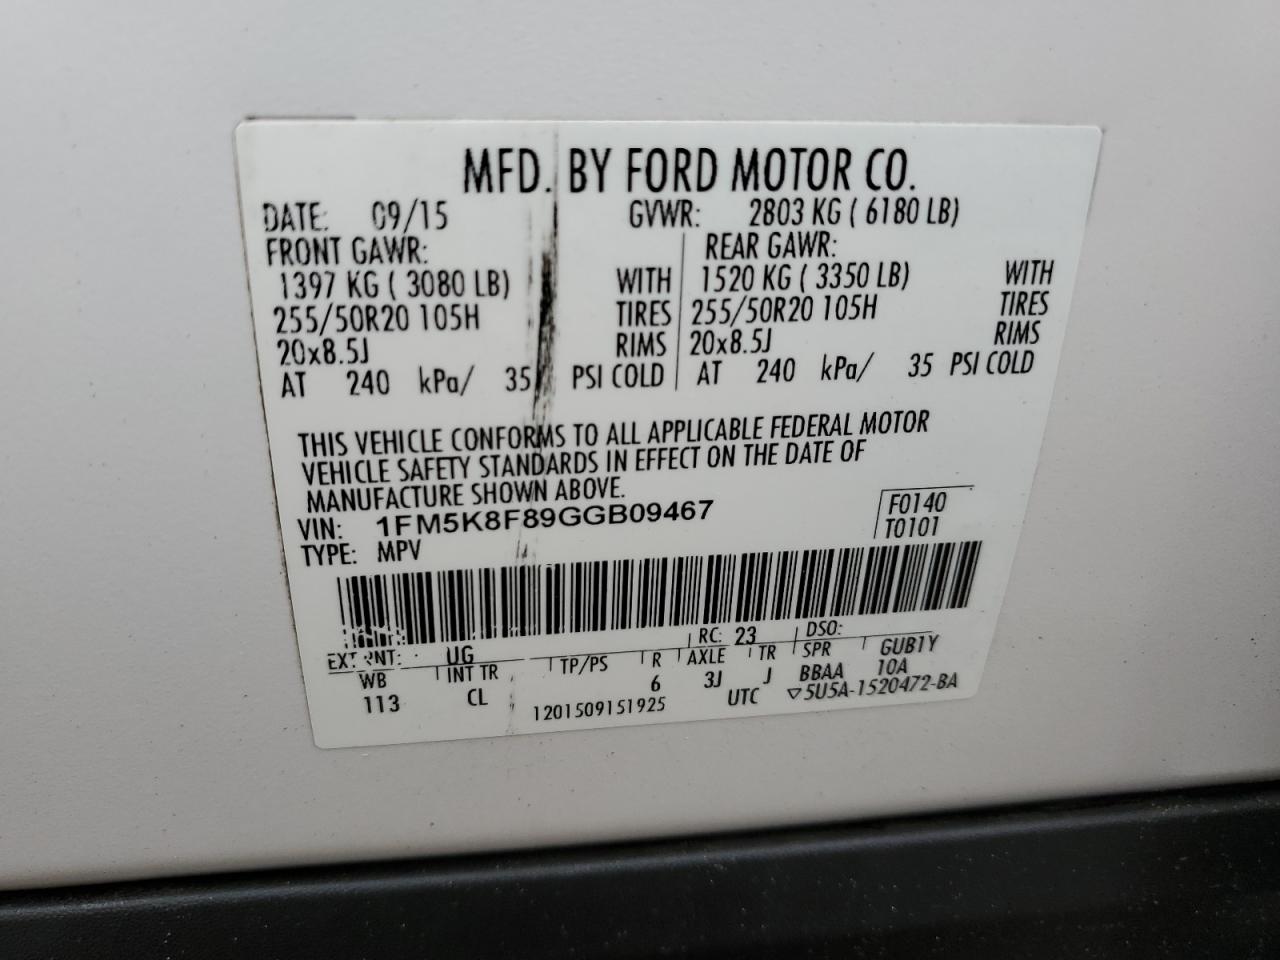 MFD. BY FORD MOTOR CO.
DATE: 09/15 GVWR: 2803 KG ( 6180 LB)
FRONT GAWR: REAR GAWR:
1397 KG ( 3080 LB) WITH 1520 KG ( 3350 LB) WITH
255/50R20 105H TIRES 255/50R20 105H TIRES
20x8.5J RIMS 20x8.5J RIMS
AT 240 kPa/ 35 PSI COLD AT 240 kPa/ 35 PSI COLD
THIS VEHICLE CONFORMS TO ALL APPLICABLE FEDERAL MOTOR
VEHICLE SAFETY STANDARDS IN EFFECT ON THE DATE OF
MANUFACTURE SHOWN ABOVE.
VIN: 1FM5K8F89GGB09467 F0140
TYPE: MPV T0101
EXT PNT: UG RC: 23 DSO:
WB INT TR TP/PS R AXLE TR SPR GUB1Y
113 CL 6 3J J BBAA 10A
1201509151925 UTC ▽5U5A-1520472-BA